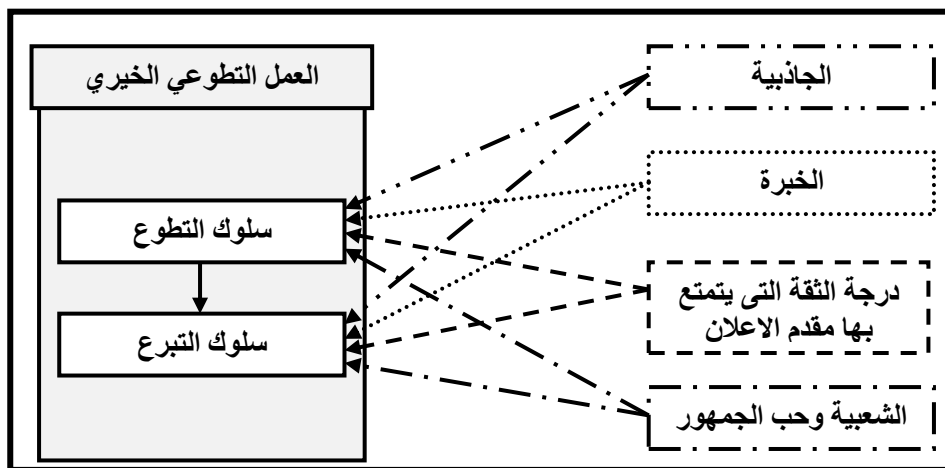 الجاذبية
الخبرة
درجة الثقة التى يتمتع
بها مقدم الاعلان
الشعبية وحب الجمهور
العمل التطوعي الخيري
سلوك التطوع
سلوك التبرع